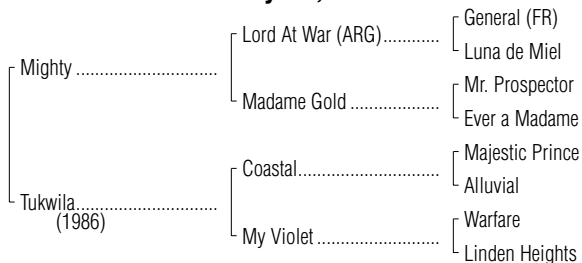 General (FR)
Lord At War (ARG)............
Luna de Miel
Mighty ..............................
Mr. Prospector
Madame Gold ....................
Ever a Madame
Majestic Prince
Coastal..............................
Alluvial
Tukwila..............................
(1986)
Warfare
My Violet ..........................
Linden Heights